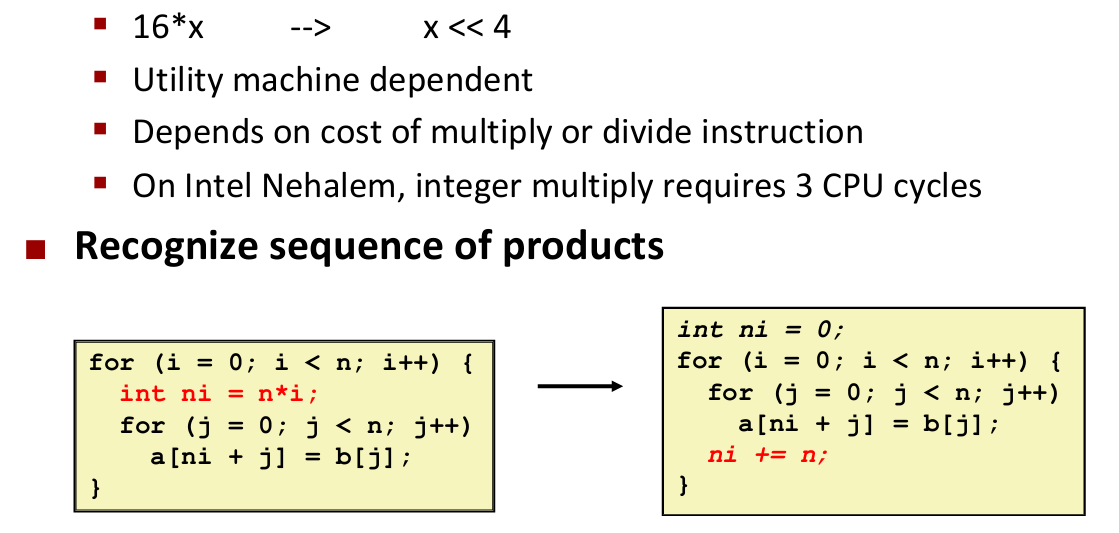 ▪ 16*x --> x << 4
▪ Utility machine dependent
▪ Depends on cost of multiply or divide instruction
▪ On Intel Nehalem, integer multiply requires 3 CPU cycles
■ Recognize sequence of products
for (i = 0; i < n; i++) {
  int ni = n*i;
  for (j = 0; j < n; j++)
    a[ni + j] = b[j];
}
int ni = 0;
for (i = 0; i < n; i++) {
  for (j = 0; j < n; j++)
    a[ni + j] = b[j];
  ni += n;
}